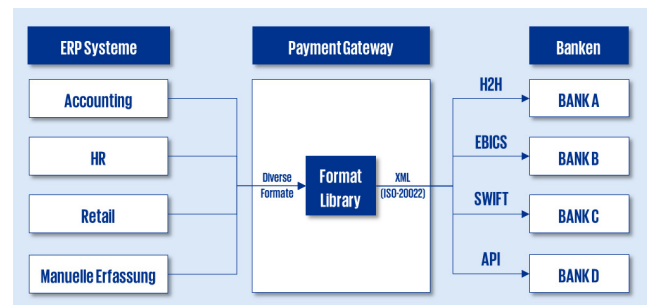 ERP Systeme
Payment Gateway
Banken
Accounting
HR
Retail
Manuelle Erfassung
Diverse
Formate
Format
Library
XML
(ISO-20022)
H2H
BANK A
EBICS
BANK B
SWIFT
BANK C
API
BANK D